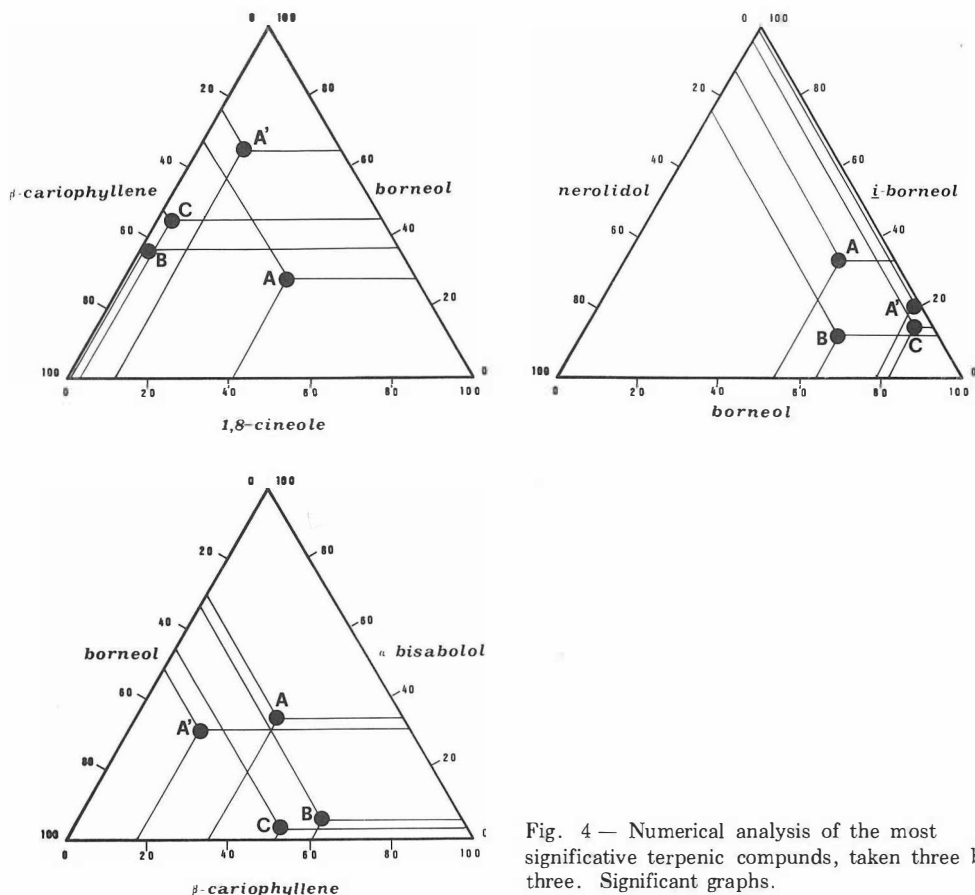 0 100
20
80
A'
40
60
β-cariophyllene
borneol
C
60
40
B
A
80
20
100
0
0 20 40 60 80 100
1,8-cineole
0 100
20
80
40
60
nerolidol
i-borneol
60
40
A
80
20
A'
B
C
100
0
0 20 40 60 80 100
borneol
0 100
20
80
40
60
borneol
α bisabolol
60
40
A
A'
80
20
B
C
100
0
0 20 40 60 80 100
β-cariophyllene
Fig. 4 — Numerical analysis of the most
significative terpenic compunds, taken three
three. Significant graphs.